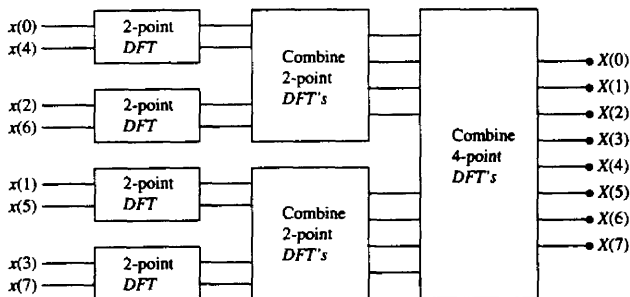 x(0)
x(4)
2-point
DFT
x(2)
x(6)
2-point
DFT
Combine
2-point
DFT's
x(1)
x(5)
2-point
DFT
x(3)
x(7)
2-point
DFT
Combine
2-point
DFT's
Combine
4-point
DFT's
X(0)
X(1)
X(2)
X(3)
X(4)
X(5)
X(6)
X(7)